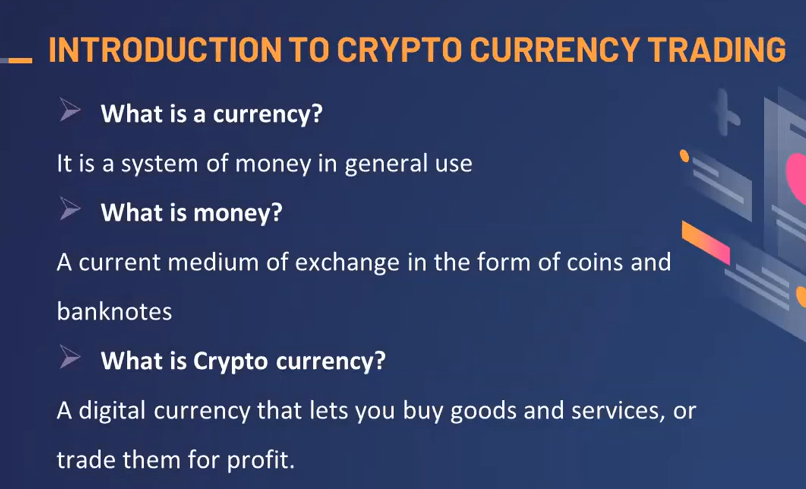 INTRODUCTION TO CRYPTO CURRENCY TRADING
What is a currency?
It is a system of money in general use
What is money?
A current medium of exchange in the form of coins and
banknotes
What is Crypto currency?
A digital currency that lets you buy goods and services, or
trade them for profit.